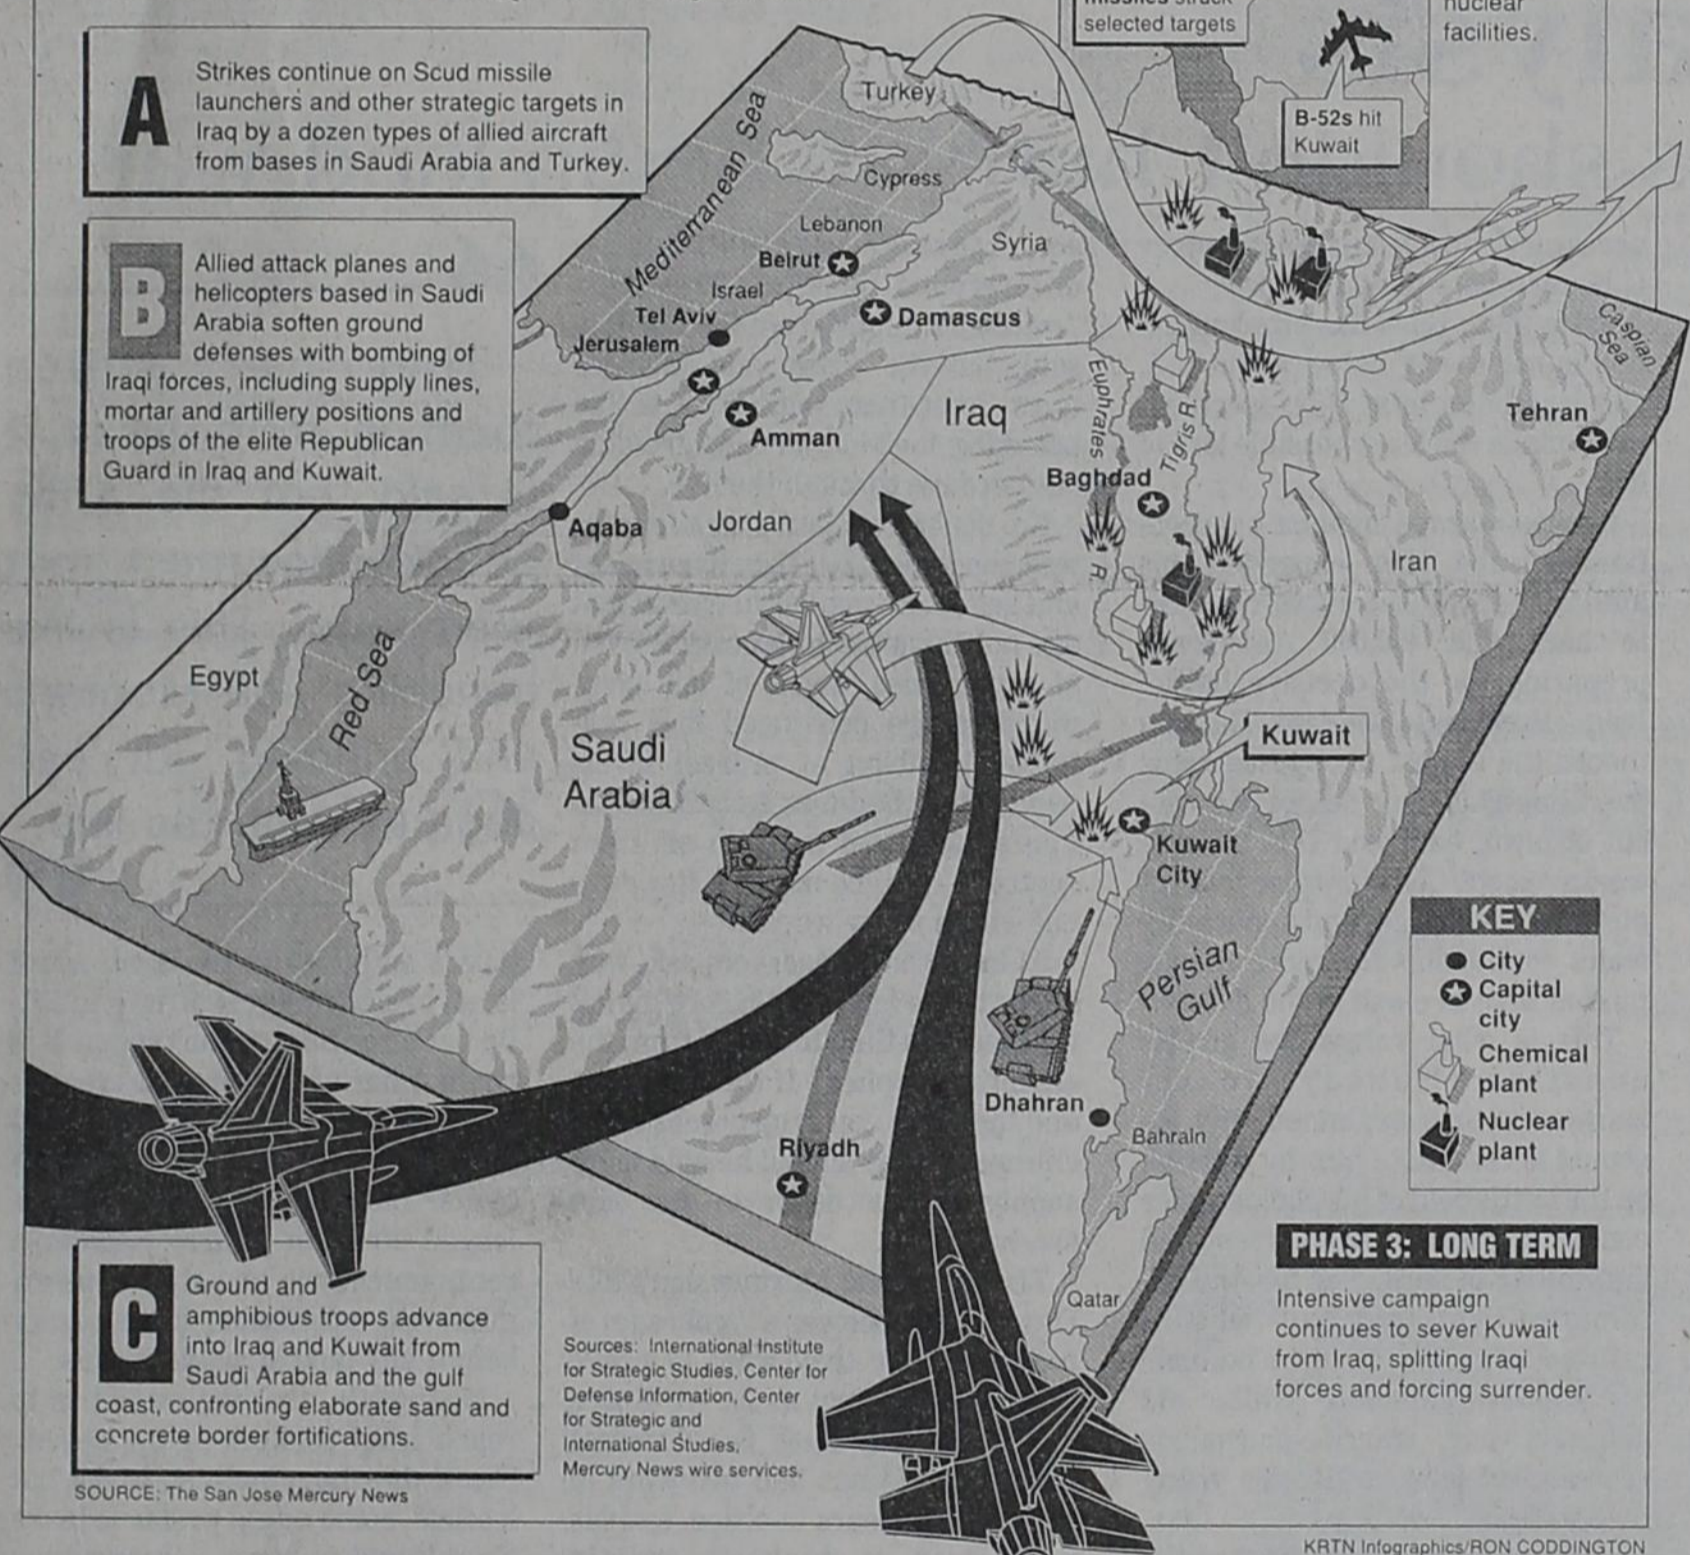 selected targets
nuclear
facilities.
B-52s hit
Kuwait
A
Strikes continue on Scud missile
launchers and other strategic targets in
Iraq by a dozen types of allied aircraft
from bases in Saudi Arabia and Turkey.
B
Allied attack planes and
helicopters based in Saudi
Arabia soften ground
defenses with bombing of
Iraqi forces, including supply lines,
mortar and artillery positions and
troops of the elite Republican
Guard in Iraq and Kuwait.
Turkey
Mediterranean Sea
Cypress
Lebanon
Beirut
Syria
Israel
Tel Aviv
Damascus
Jerusalem
Caspian
Sea
Iraq
Euphrates
R.
Tigris R.
Tehran
Amman
Baghdad
Aqaba
Jordan
Iran
Egypt
Red Sea
Saudi
Arabia
Kuwait
Kuwait
City
Persian
Gulf
Dhahran
Bahrain
Riyadh
Qatar
KEY
City
Capital
city
Chemical
plant
Nuclear
plant
C
Ground and
amphibious troops advance
into Iraq and Kuwait from
Saudi Arabia and the gulf
coast, confronting elaborate sand and
concrete border fortifications.
Sources: International Institute
for Strategic Studies, Center for
Defense Information, Center
for Strategic and
International Studies,
Mercury News wire services.
PHASE 3: LONG TERM
Intensive campaign
continues to sever Kuwait
from Iraq, splitting Iraqi
forces and forcing surrender.
SOURCE: The San Jose Mercury News
KRTN Infographics/RON CODDINGTON